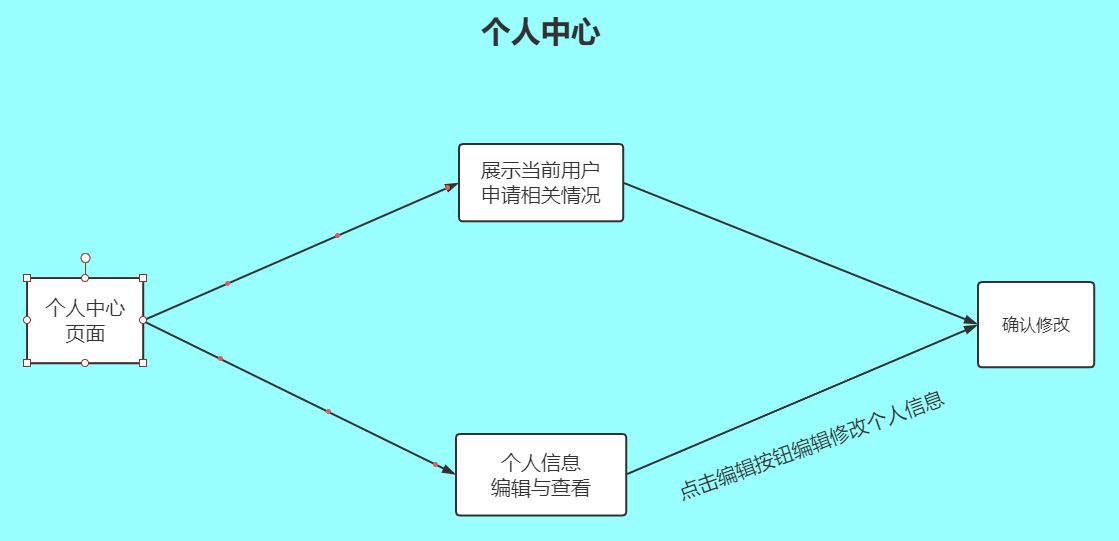 个人中心
展示当前用户
申请相关情况
个人中心
页面
确认修改
点击编辑按钮编辑修改个人信息
个人信息
编辑与查看